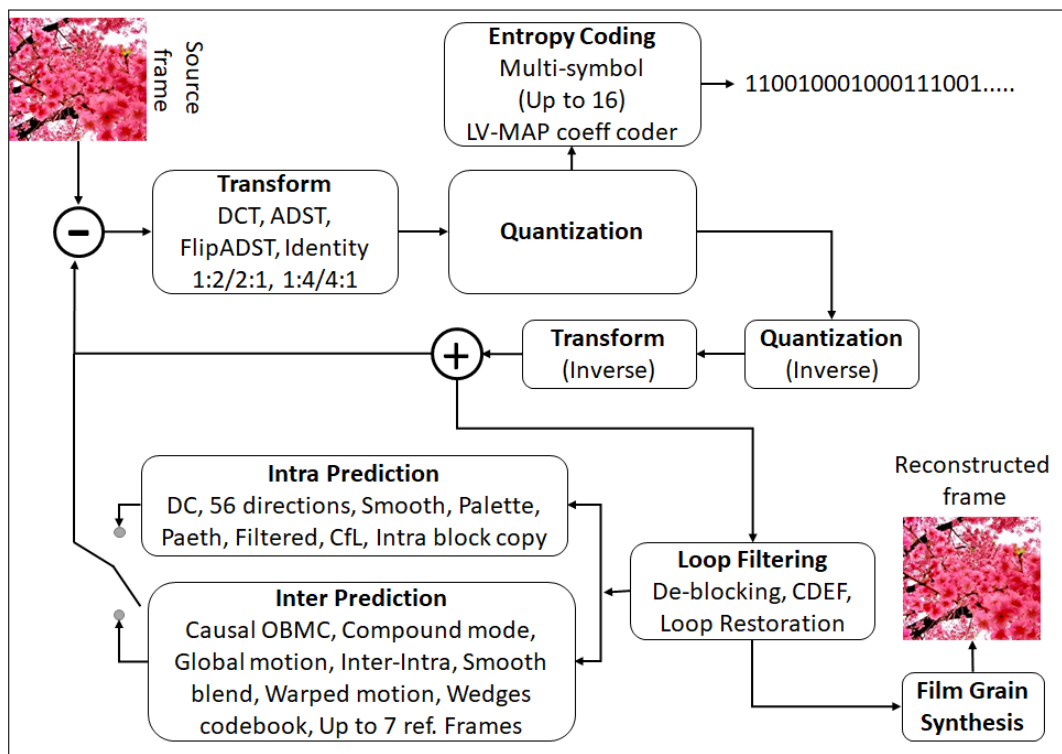 Source
frame
Entropy Coding
Multi-symbol
(Up to 16)
LV-MAP coeff coder
110010001000111001.....
Transform
DCT, ADST,
FlipADST, Identity
1:2/2:1, 1:4/4:1
Quantization
-
+
Transform
(Inverse)
Quantization
(Inverse)
Intra Prediction
DC, 56 directions, Smooth, Palette,
Paeth, Filtered, CfL, Intra block copy
Inter Prediction
Causal OBMC, Compound mode,
Global motion, Inter-Intra, Smooth
blend, Warped motion, Wedges
codebook, Up to 7 ref. Frames
Loop Filtering
De-blocking, CDEF,
Loop Restoration
Reconstructed
frame
Film Grain
Synthesis